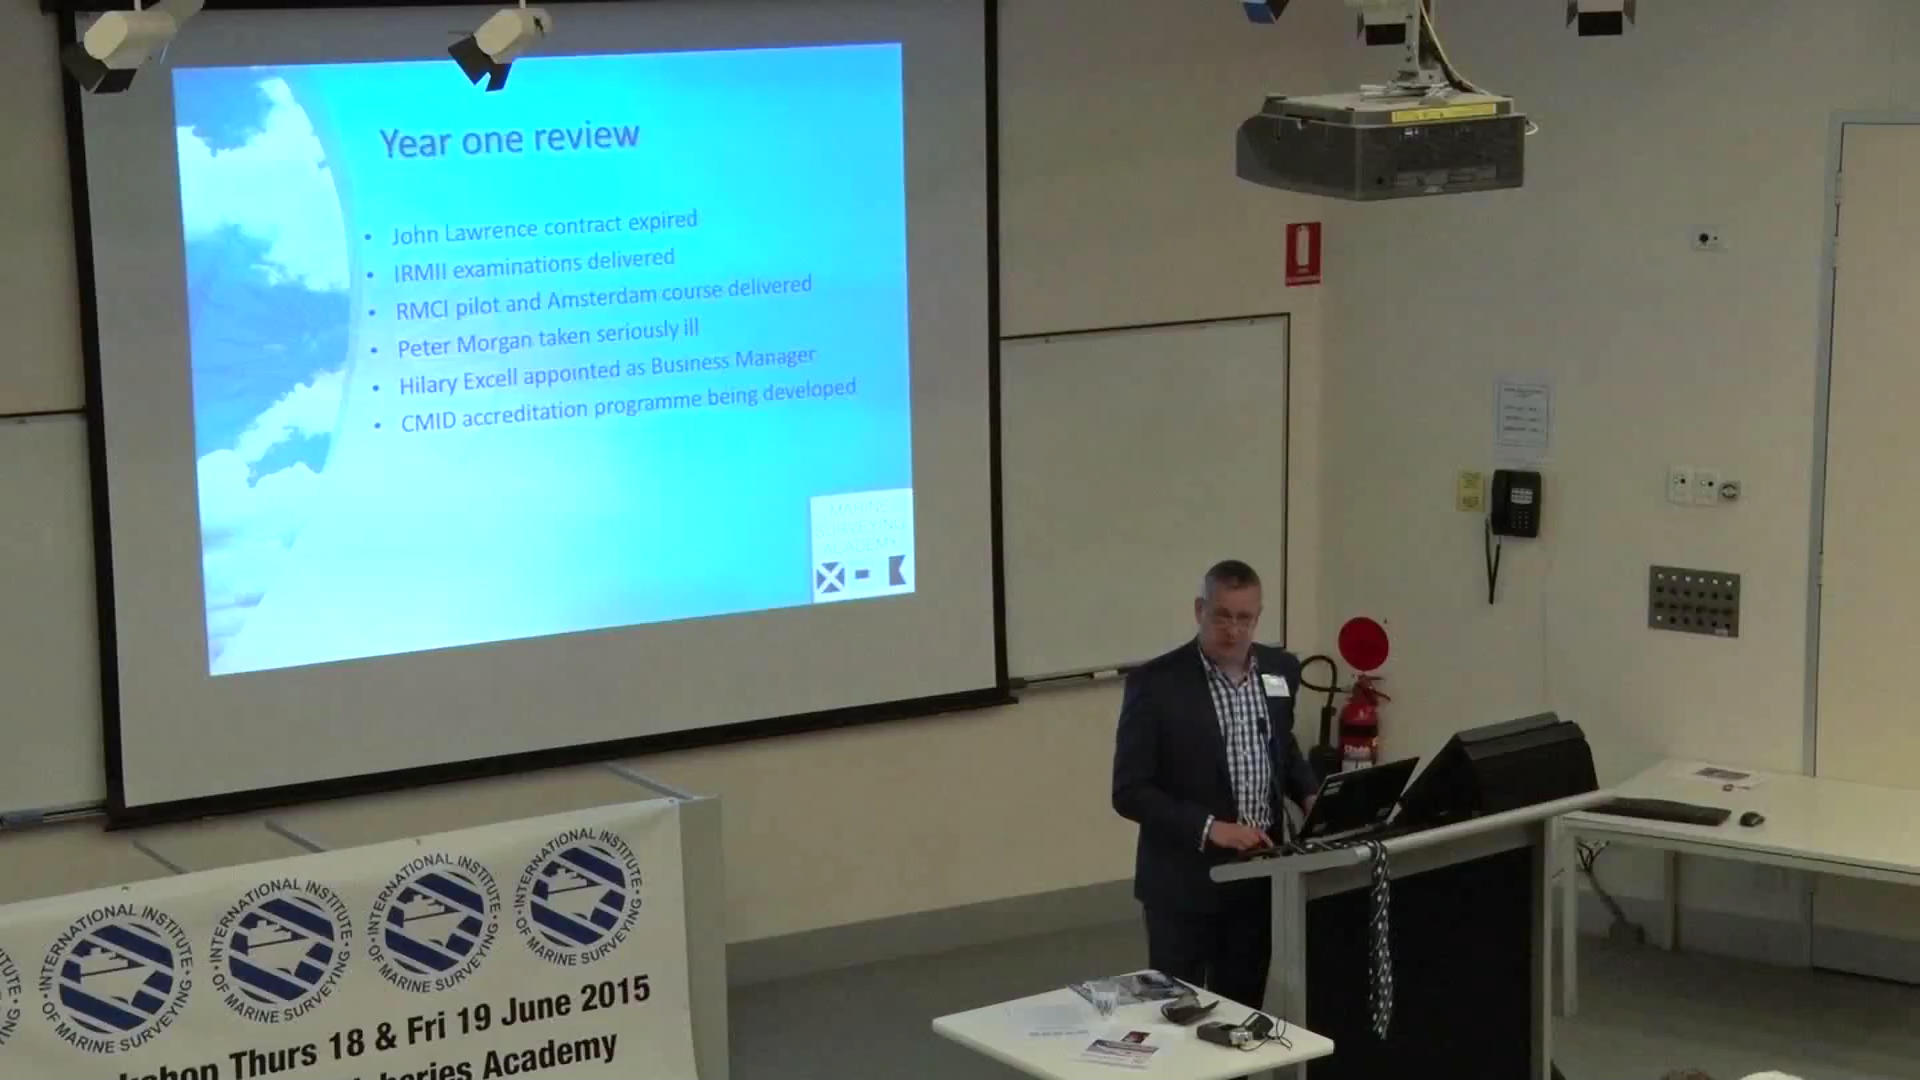 Year one review
• John Lawrence contract expired
• IRMII examinations delivered
• RMCI pilot and Amsterdam course delivered
• Peter Morgan taken seriously ill
• Hilary Excell appointed as Business Manager
• CMID accreditation programme being developed
MARINE
SURVEYING
ACADEMY
INTERNATIONAL INSTITUTE
OF MARINE SURVEYING
INTERNATIONAL INSTITUTE
OF MARINE SURVEYING
INTERNATIONAL INSTITUTE
OF MARINE SURVEYING
INTERNATIONAL INSTITUTE
OF MARINE SURVEYING
Thurs 18 & Fri 19 June 2015
Academy